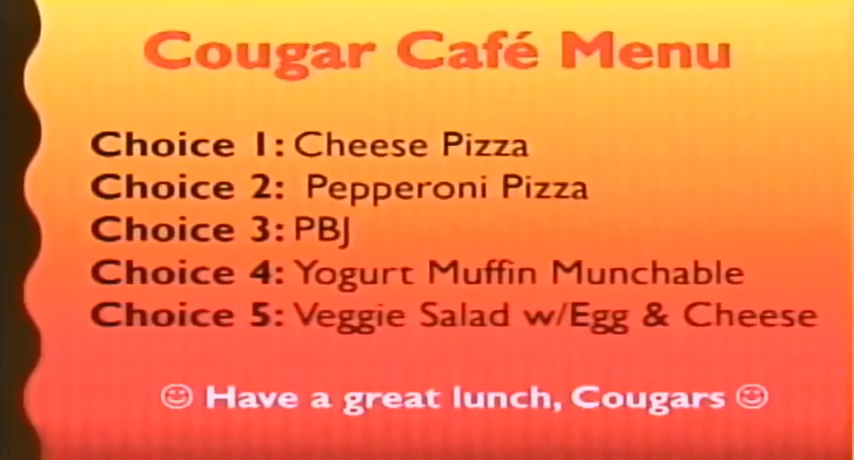 Cougar Café Menu
Choice 1: Cheese Pizza
Choice 2: Pepperoni Pizza
Choice 3: PBJ
Choice 4: Yogurt Muffin Munchable
Choice 5: Veggie Salad w/Egg & Cheese
☺ Have a great lunch, Cougars ☺